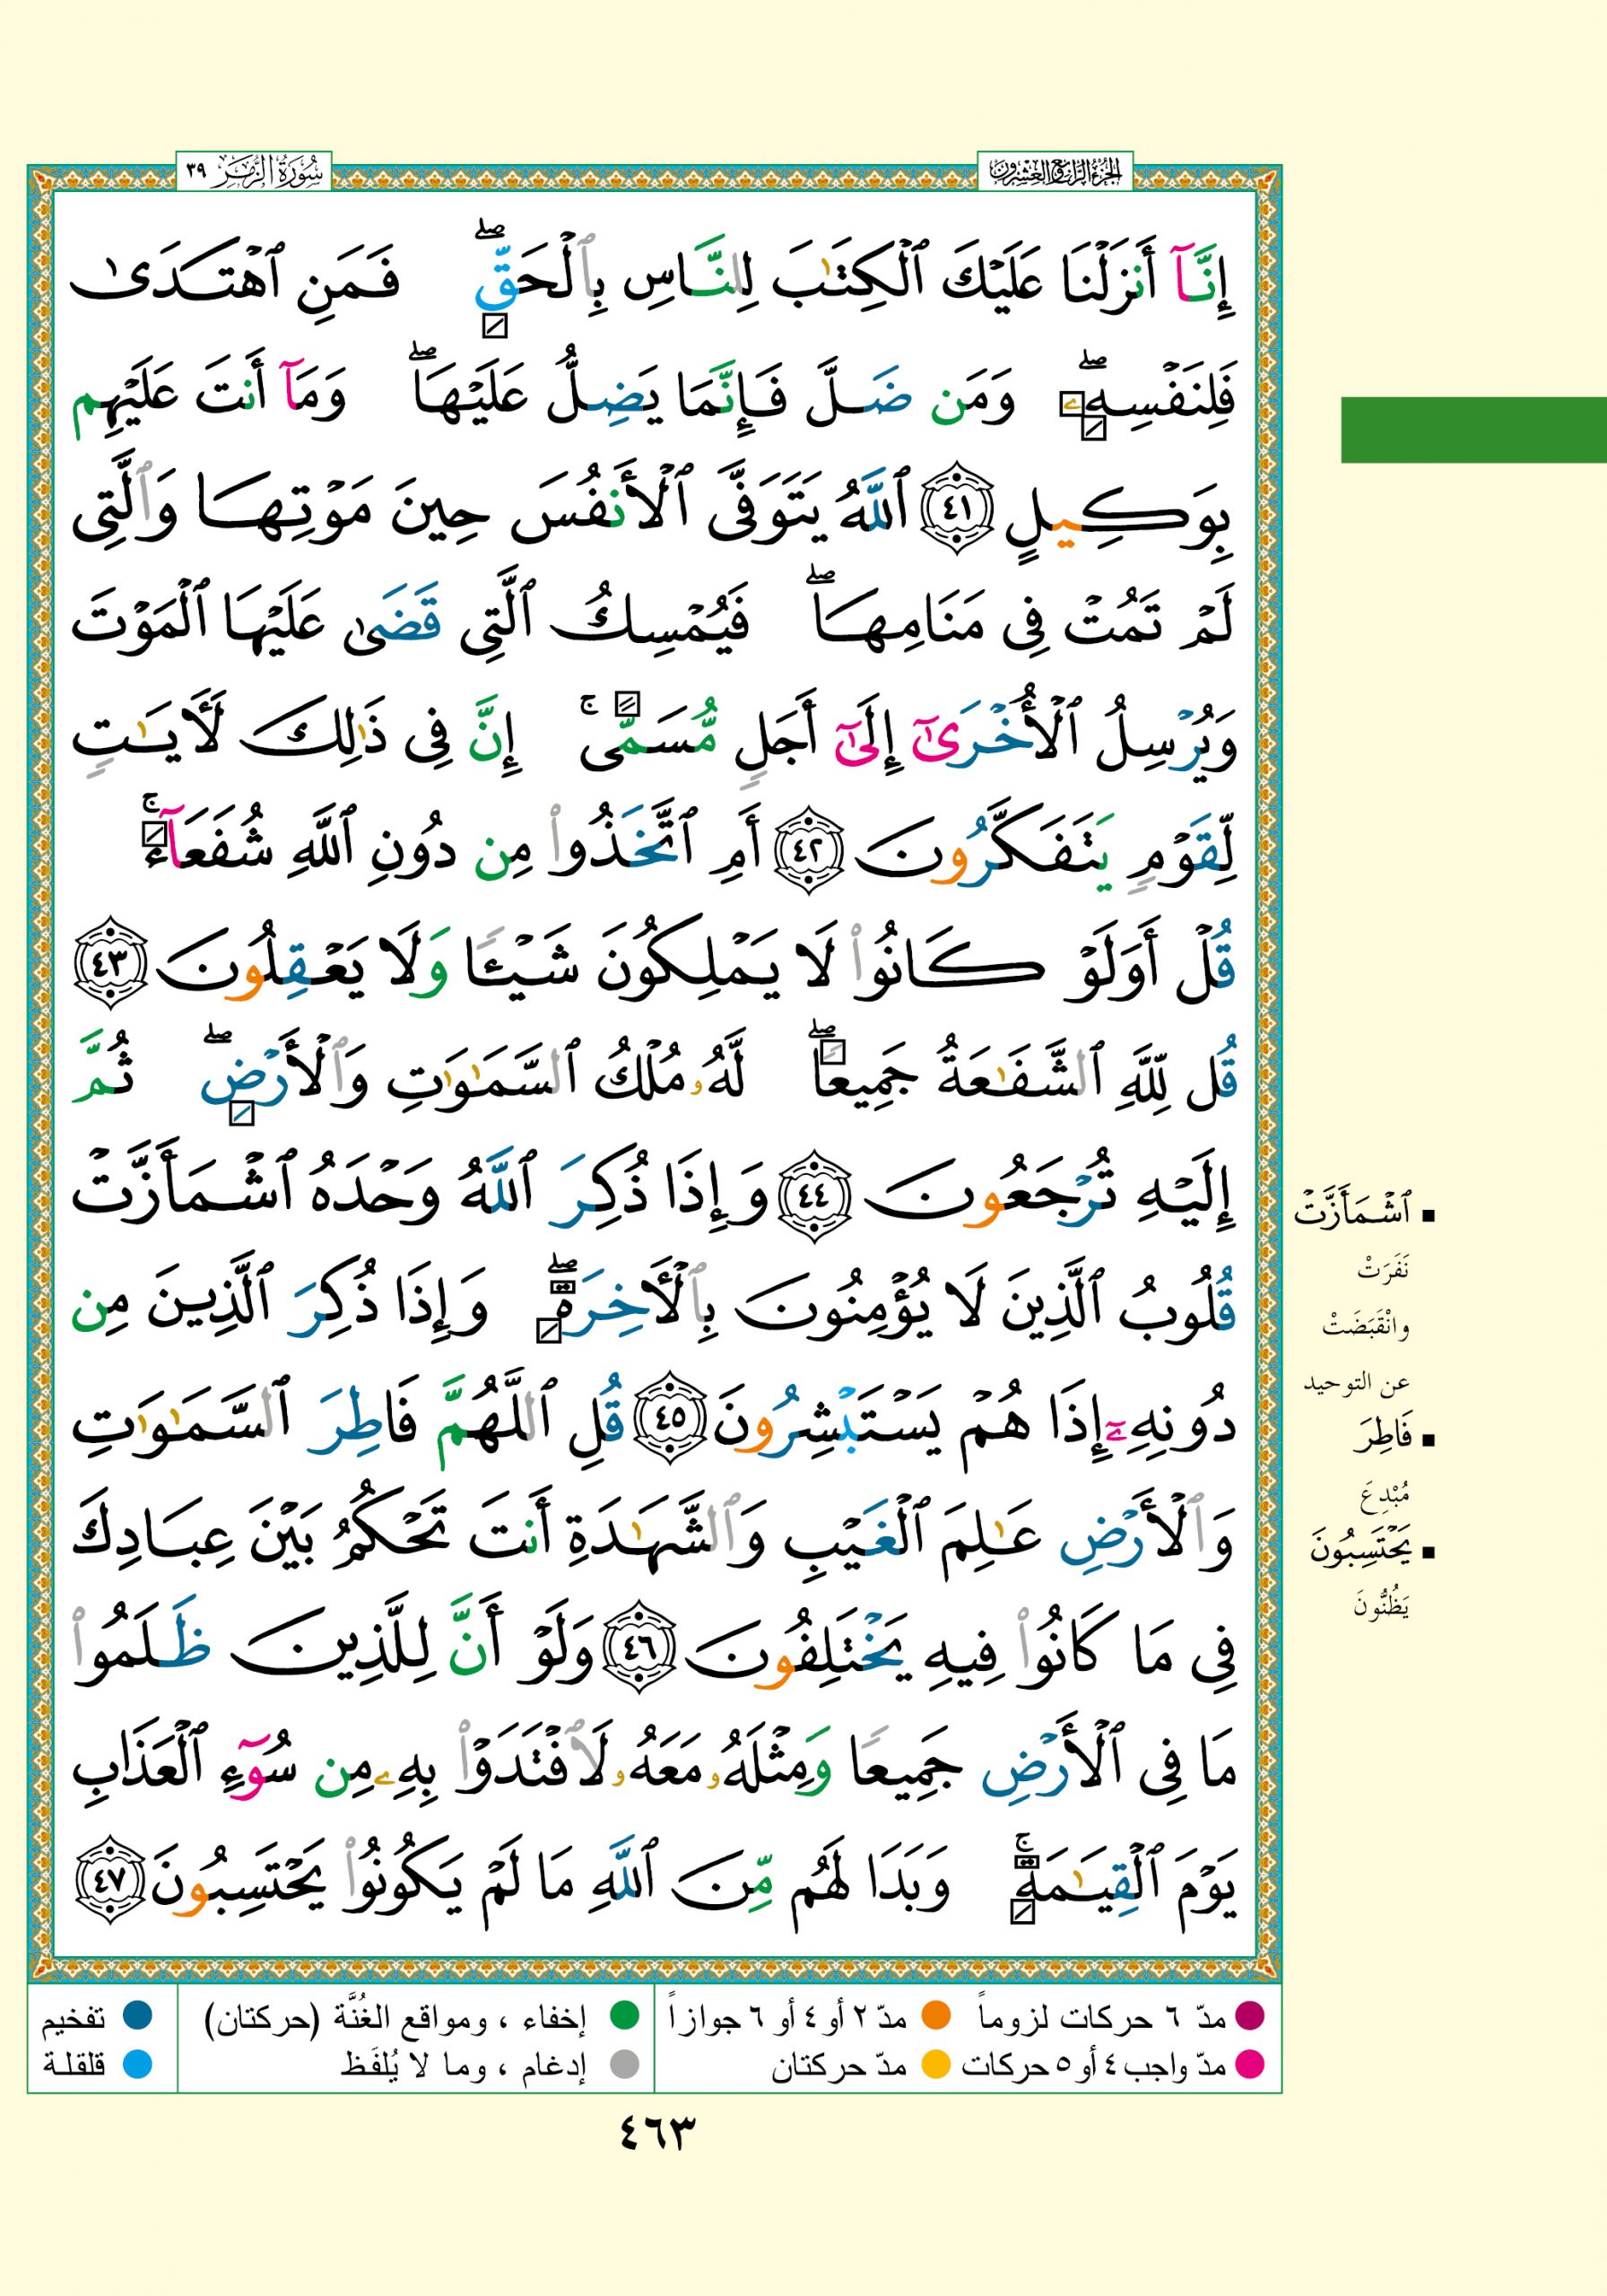 الجزء الرابع والعشرون
سُورَةُ الزُّمَر ٣٩
إِنَّآ أَنزَلْنَا عَلَيْكَ ٱلْكِتَـٰبَ لِلنَّاسِ بِٱلْحَقِّ ۖ فَمَنِ ٱهْتَدَىٰ
فَلِنَفْسِهِۦ ۖ وَمَن ضَلَّ فَإِنَّمَا يَضِلُّ عَلَيْهَا ۖ وَمَآ أَنتَ عَلَيْهِم
بِوَكِيلٍ ٤١ ٱللَّهُ يَتَوَفَّى ٱلْأَنفُسَ حِينَ مَوْتِهَا وَٱلَّتِى
لَمْ تَمُتْ فِى مَنَامِهَا ۖ فَيُمْسِكُ ٱلَّتِى قَضَىٰ عَلَيْهَا ٱلْمَوْتَ
وَيُرْسِلُ ٱلْأُخْرَىٰٓ إِلَىٰٓ أَجَلٍ مُّسَمًّى ۚ إِنَّ فِى ذَٰلِكَ لَـَٔايَـٰتٍ
لِّقَوْمٍ يَتَفَكَّرُونَ ٤٢ أَمِ ٱتَّخَذُوا۟ مِن دُونِ ٱللَّهِ شُفَعَآءَ ۚ
قُلْ أَوَلَوْ كَانُوا۟ لَا يَمْلِكُونَ شَيْـًٔا وَلَا يَعْقِلُونَ ٤٣
قُل لِّلَّهِ ٱلشَّفَـٰعَةُ جَمِيعًا ۖ لَّهُۥ مُلْكُ ٱلسَّمَـٰوَٰتِ وَٱلْأَرْضِ ۖ ثُمَّ
إِلَيْهِ تُرْجَعُونَ ٤٤ وَإِذَا ذُكِرَ ٱللَّهُ وَحْدَهُ ٱشْمَأَزَّتْ
قُلُوبُ ٱلَّذِينَ لَا يُؤْمِنُونَ بِٱلْـَٔاخِرَةِ ۖ وَإِذَا ذُكِرَ ٱلَّذِينَ مِن
دُونِهِۦٓ إِذَا هُمْ يَسْتَبْشِرُونَ ٤٥ قُلِ ٱللَّهُمَّ فَاطِرَ ٱلسَّمَـٰوَٰتِ
وَٱلْأَرْضِ عَـٰلِمَ ٱلْغَيْبِ وَٱلشَّهَـٰدَةِ أَنتَ تَحْكُمُ بَيْنَ عِبَادِكَ
فِى مَا كَانُوا۟ فِيهِ يَخْتَلِفُونَ ٤٦ وَلَوْ أَنَّ لِلَّذِينَ ظَلَمُوا۟
مَا فِى ٱلْأَرْضِ جَمِيعًا وَمِثْلَهُۥ مَعَهُۥ لَٱفْتَدَوْا۟ بِهِۦ مِن سُوٓءِ ٱلْعَذَابِ
يَوْمَ ٱلْقِيَـٰمَةِ ۚ وَبَدَا لَهُم مِّنَ ٱللَّهِ مَا لَمْ يَكُونُوا۟ يَحْتَسِبُونَ ٤٧
▪ ٱشْمَأَزَّتْ
نَفَرَتْ
وانْقَبَضَتْ
عن التوحيد
▪ فَاطِرَ
مُبْدِعَ
▪ يَحْتَسِبُونَ
يَظُنُّونَ
● مدّ ٦ حركات لزوماً ● مدّ ٢ أو ٤ أو ٦ جوازاً ● إخفاء ، ومواقع الغُنَّة (حركتان) ● تفخيم
● مدّ واجب ٤ أو ٥ حركات ● مدّ حركتان ● إدغام ، وما لا يُلفَظ ● قلقلة
٤٦٣